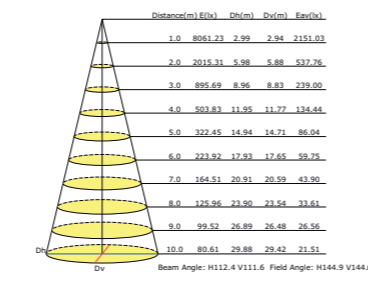 Distance(m) E(lx) Dh(m) Dv(m) Eav(lx)
1.0 8061.23 2.99 2.94 2151.03
2.0 2015.31 5.98 5.88 537.76
3.0 895.69 8.96 8.83 239.00
4.0 503.83 11.95 11.77 134.44
5.0 322.45 14.94 14.71 86.04
6.0 223.92 17.93 17.65 59.75
7.0 164.51 20.91 20.59 43.90
8.0 125.96 23.90 23.54 33.61
9.0 99.52 26.89 26.48 26.56
Dh 10.0 80.61 29.88 29.42 21.51
Dv
Beam Angle: H112.4 V111.6 Field Angle: H144.9 V144.